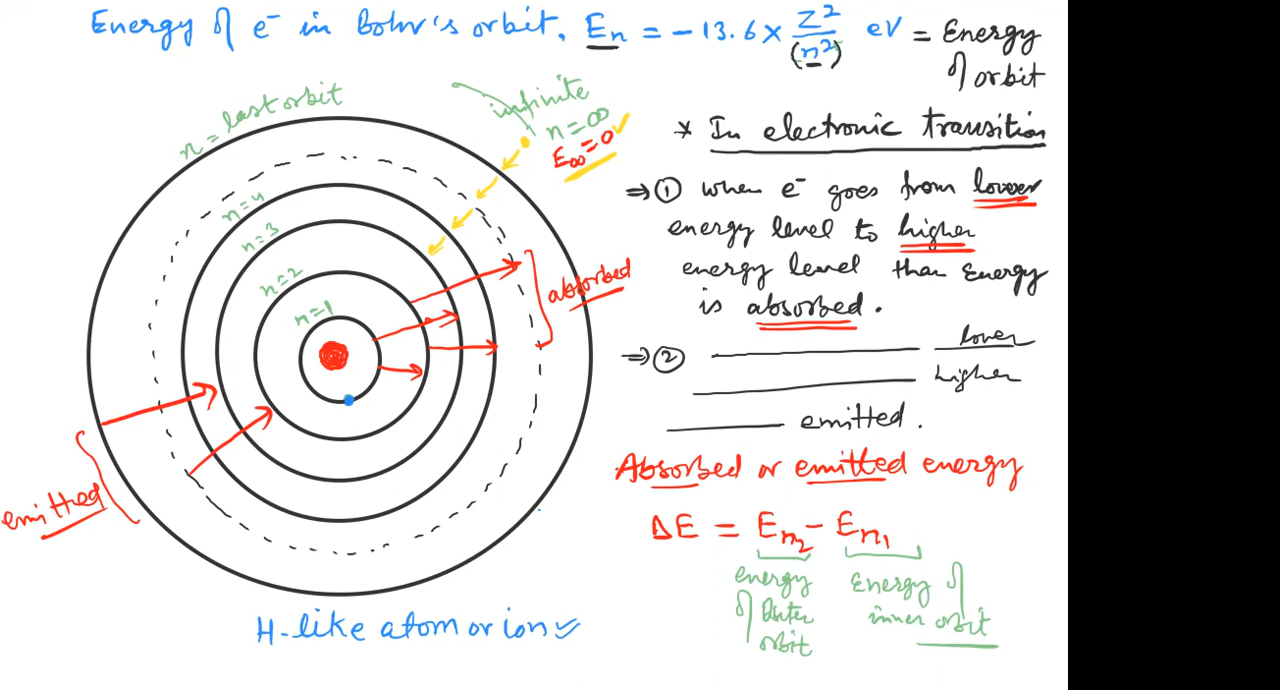 Energy of e⁻ in Bohr's orbit. En = -13.6 × Z²/(n²) eV = Energy of orbit
n = last orbit
infinite
n = ∞
E∞ = 0 ✓
n=4
n=3
n=2
n=1
absorbed
emitted
H-like atom or ion ✓
* In electronic transition
⇒ ① when e⁻ goes from lower
energy level to higher
energy level than Energy
is absorbed.
⇒ ② lower
higher
emitted.
Absorbed or emitted energy
ΔE = En₂ - En₁
energy of Outer orbit
Energy of inner orbit